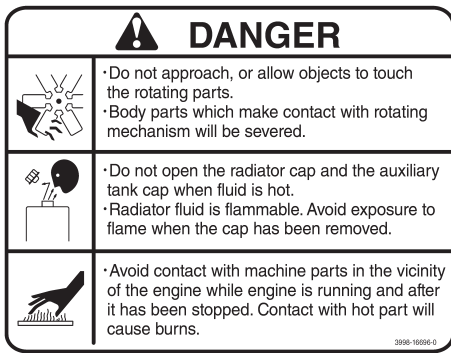 DANGER
·Do not approach, or allow objects to touch
the rotating parts.
·Body parts which make contact with rotating
mechanism will be severed.
·Do not open the radiator cap and the auxiliary
tank cap when fluid is hot.
·Radiator fluid is flammable. Avoid exposure to
flame when the cap has been removed.
·Avoid contact with machine parts in the vicinity
of the engine while engine is running and after
it has been stopped. Contact with hot part will
cause burns.
3998-16696-0